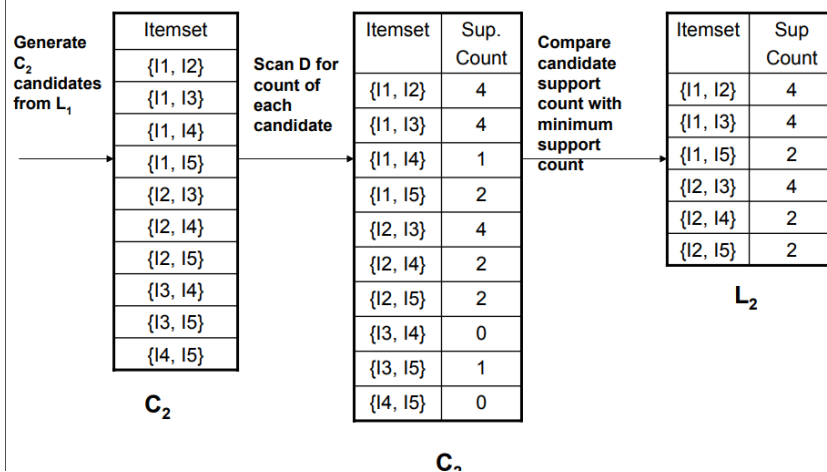 Generate
C2
candidates
from L1
Itemset
{I1, I2}
{I1, I3}
{I1, I4}
{I1, I5}
{I2, I3}
{I2, I4}
{I2, I5}
{I3, I4}
{I3, I5}
{I4, I5}
C2
Scan D for
count of
each
candidate
Itemset Sup.
Count
{I1, I2} 4
{I1, I3} 4
{I1, I4} 1
{I1, I5} 2
{I2, I3} 4
{I2, I4} 2
{I2, I5} 2
{I3, I4} 0
{I3, I5} 1
{I4, I5} 0
C2
Compare
candidate
support
count with
minimum
support
count
Itemset Sup
Count
{I1, I2} 4
{I1, I3} 4
{I1, I5} 2
{I2, I3} 4
{I2, I4} 2
{I2, I5} 2
L2